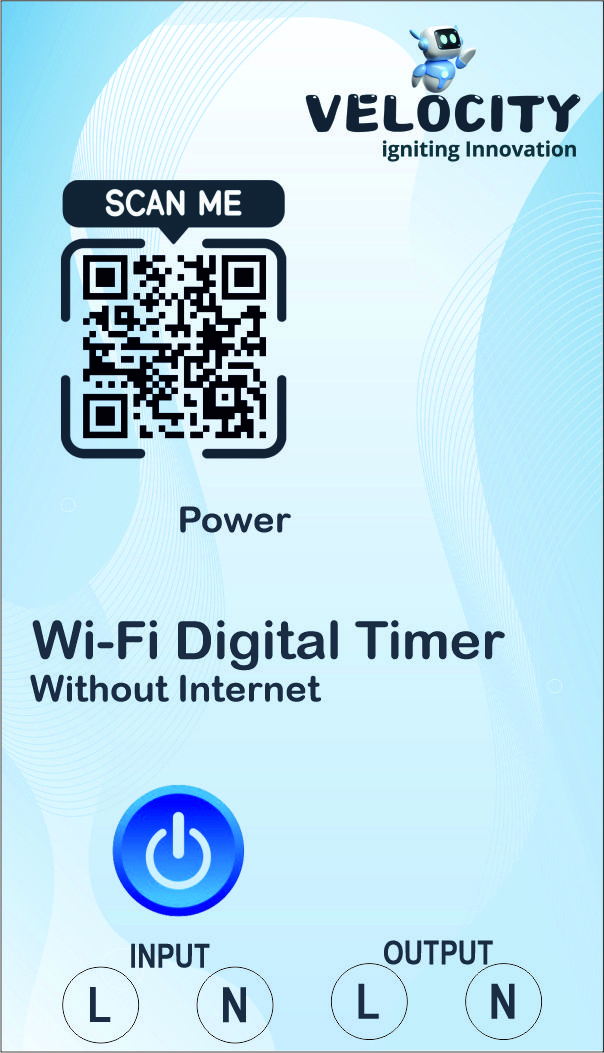 VELOCITY
igniting Innovation
SCAN ME
Power
Wi-Fi Digital Timer
Without Internet
INPUT
OUTPUT
L
N
L
N